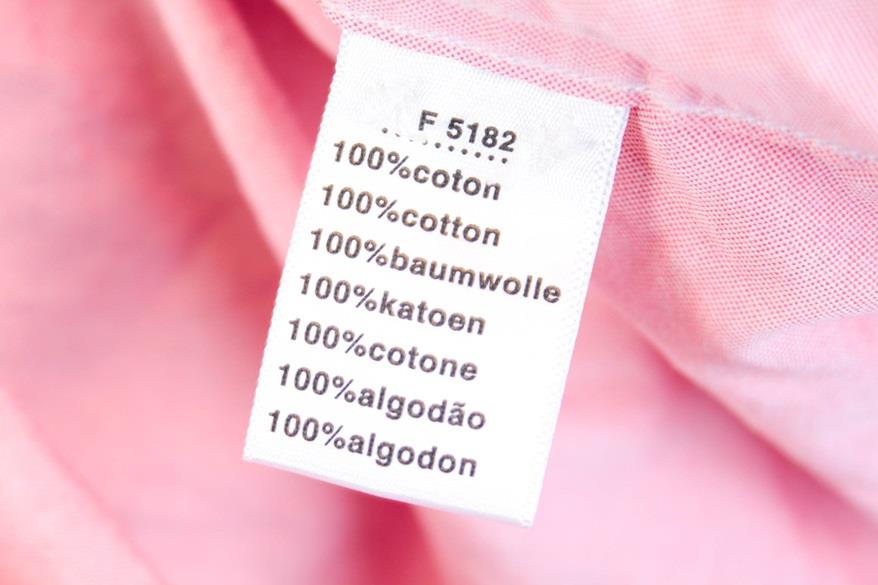 F 5182
100%coton
100%cotton
100%baumwolle
100%katoen
100%cotone
100%algodão
100%algodon